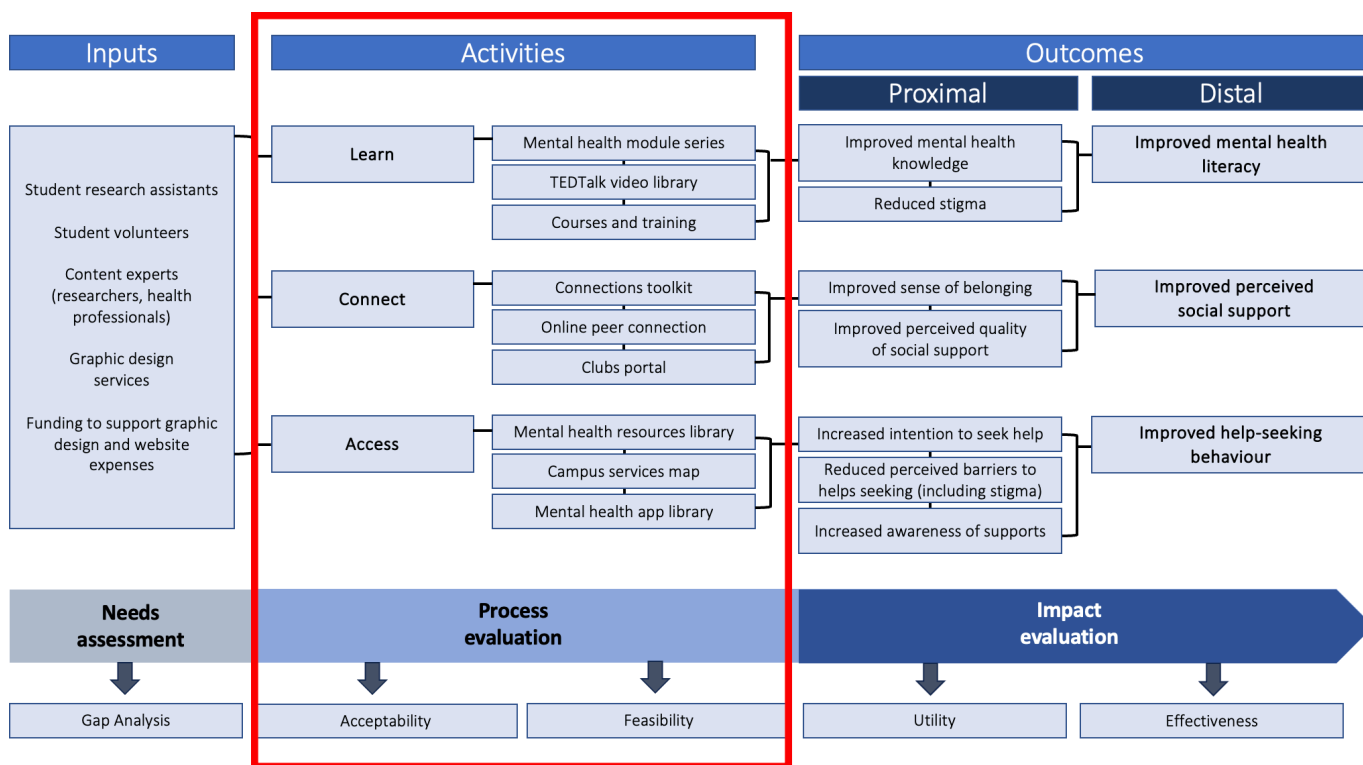 Inputs
Activities
Outcomes
Proximal
Distal
Student research assistants
Student volunteers
Content experts
(researchers, health
professionals)
Graphic design
services
Funding to support graphic
design and website
expenses
Learn
Mental health module series
TEDTalk video library
Courses and training
Improved mental health
knowledge
Reduced stigma
Improved mental health
literacy
Connect
Connections toolkit
Online peer connection
Clubs portal
Improved sense of belonging
Improved perceived quality
of social support
Improved perceived
social support
Access
Mental health resources library
Campus services map
Mental health app library
Increased intention to seek help
Reduced perceived barriers to
helps seeking (including stigma)
Increased awareness of supports
Improved help-seeking
behaviour
Needs
assessment
Process
evaluation
Impact
evaluation
Gap Analysis
Acceptability
Feasibility
Utility
Effectiveness